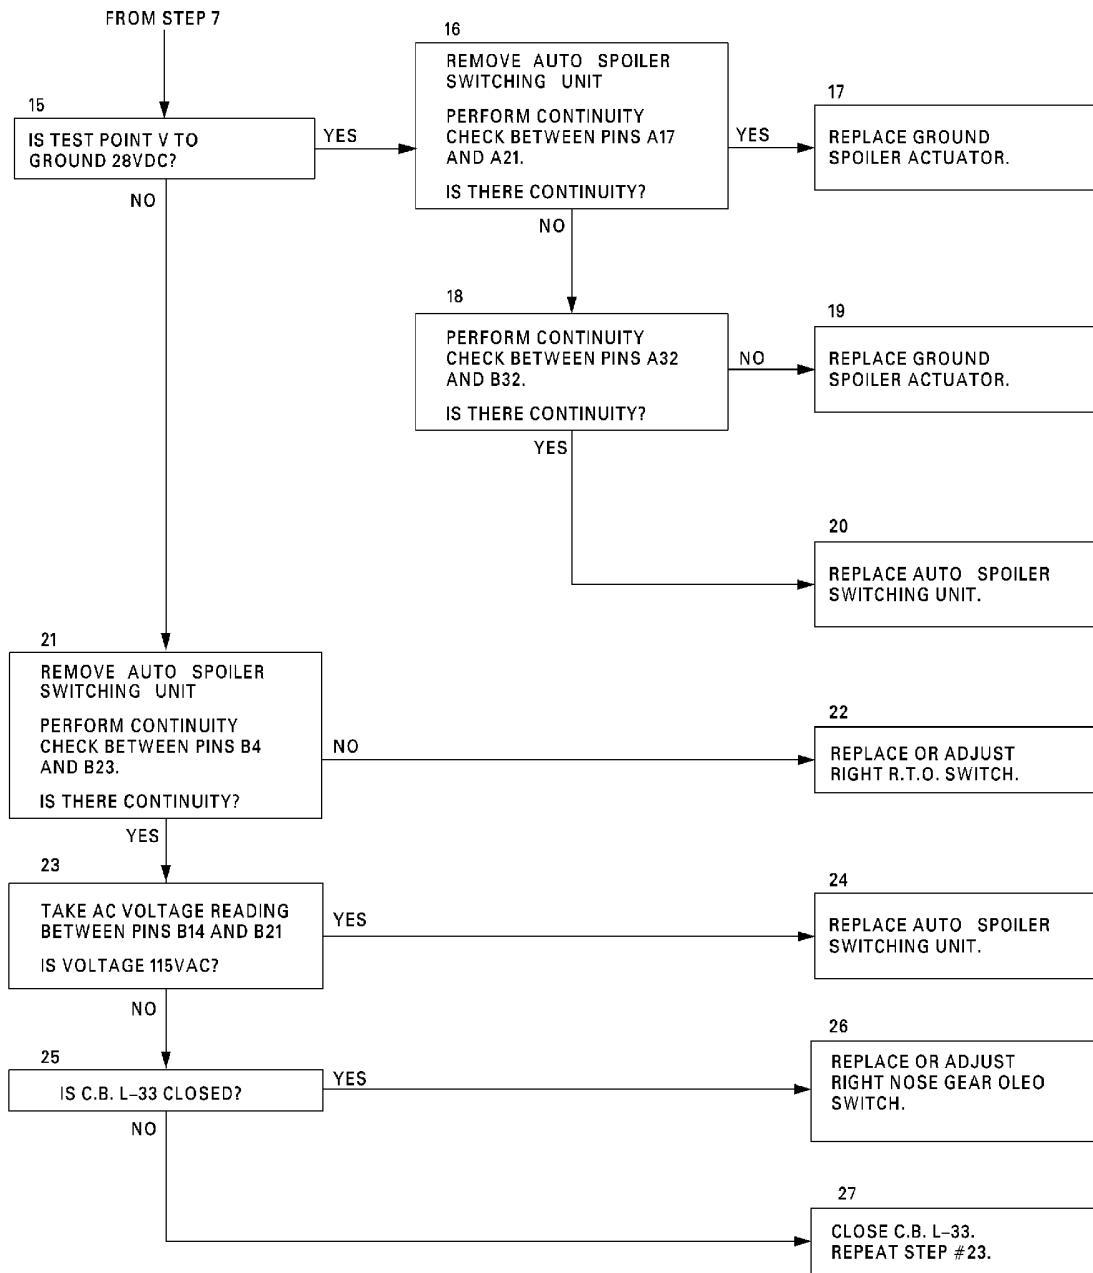 FROM STEP 7
15
IS TEST POINT V TO
GROUND 28VDC?
YES
NO
16
REMOVE AUTO SPOILER
SWITCHING UNIT
PERFORM CONTINUITY
CHECK BETWEEN PINS A17
AND A21.
IS THERE CONTINUITY?
YES
NO
17
REPLACE GROUND
SPOILER ACTUATOR.
18
PERFORM CONTINUITY
CHECK BETWEEN PINS A32
AND B32.
IS THERE CONTINUITY?
NO
YES
19
REPLACE GROUND
SPOILER ACTUATOR.
20
REPLACE AUTO SPOILER
SWITCHING UNIT.
21
REMOVE AUTO SPOILER
SWITCHING UNIT
PERFORM CONTINUITY
CHECK BETWEEN PINS B4
AND B23.
IS THERE CONTINUITY?
NO
YES
22
REPLACE OR ADJUST
RIGHT R.T.O. SWITCH.
23
TAKE AC VOLTAGE READING
BETWEEN PINS B14 AND B21
IS VOLTAGE 115VAC?
YES
NO
24
REPLACE AUTO SPOILER
SWITCHING UNIT.
25
IS C.B. L–33 CLOSED?
YES
NO
26
REPLACE OR ADJUST
RIGHT NOSE GEAR OLEO
SWITCH.
27
CLOSE C.B. L–33.
REPEAT STEP #23.